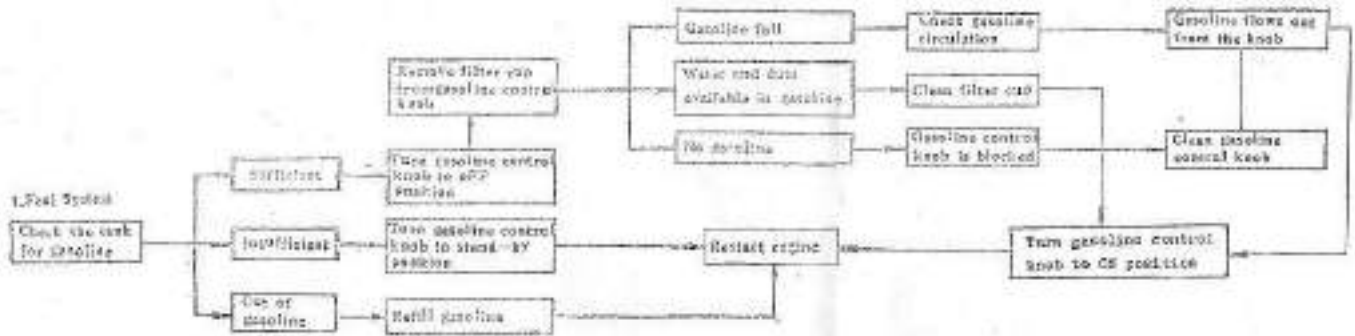 Gasoline full
Check gasoline
circulation
Gasoline flows out
from the knob
Remove filter cup
from gasoline control
knob
Water and dust
available in gasoline
Clean filter cup
No gasoline
Gasoline control
knob is blocked
Clean gasoline
control knob
Sufficient
Turn gasoline control
knob to OFF
position
1.Fuel System
Check the tank
for gasoline
Insufficient
Turn gasoline control
knob to stand-BY
position
Restart engine
Turn gasoline control
knob to position
Out of
gasoline
Refill gasoline